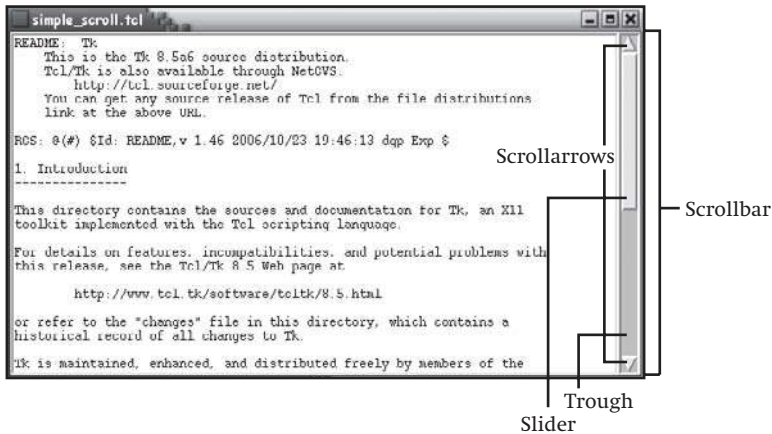 simple_scroll.tcl
README: Tk
This is the Tk 8.5a6 source distribution.
Tcl/Tk is also available through NetCVS.
http://tcl.sourceforge.net/
You can get any source release of Tcl from the file distributions
link at the above URL.
RCS: @(#) $Id: README,v 1.46 2006/10/23 19:46:13 dgp Exp $
1. Introduction
---------------
This directory contains the sources and documentation for Tk, an X11
toolkit implemented with the Tcl scripting language.
For details on features, incompatibilities, and potential problems with
this release, see the Tcl/Tk 8.5 Web page at
http://www.tcl.tk/software/tcltk/8.5.html
or refer to the "changes" file in this directory, which contains a
historical record of all changes to Tk.
Tk is maintained, enhanced, and distributed freely by members of the
Scrollarrows
Scrollbar
Trough
Slider